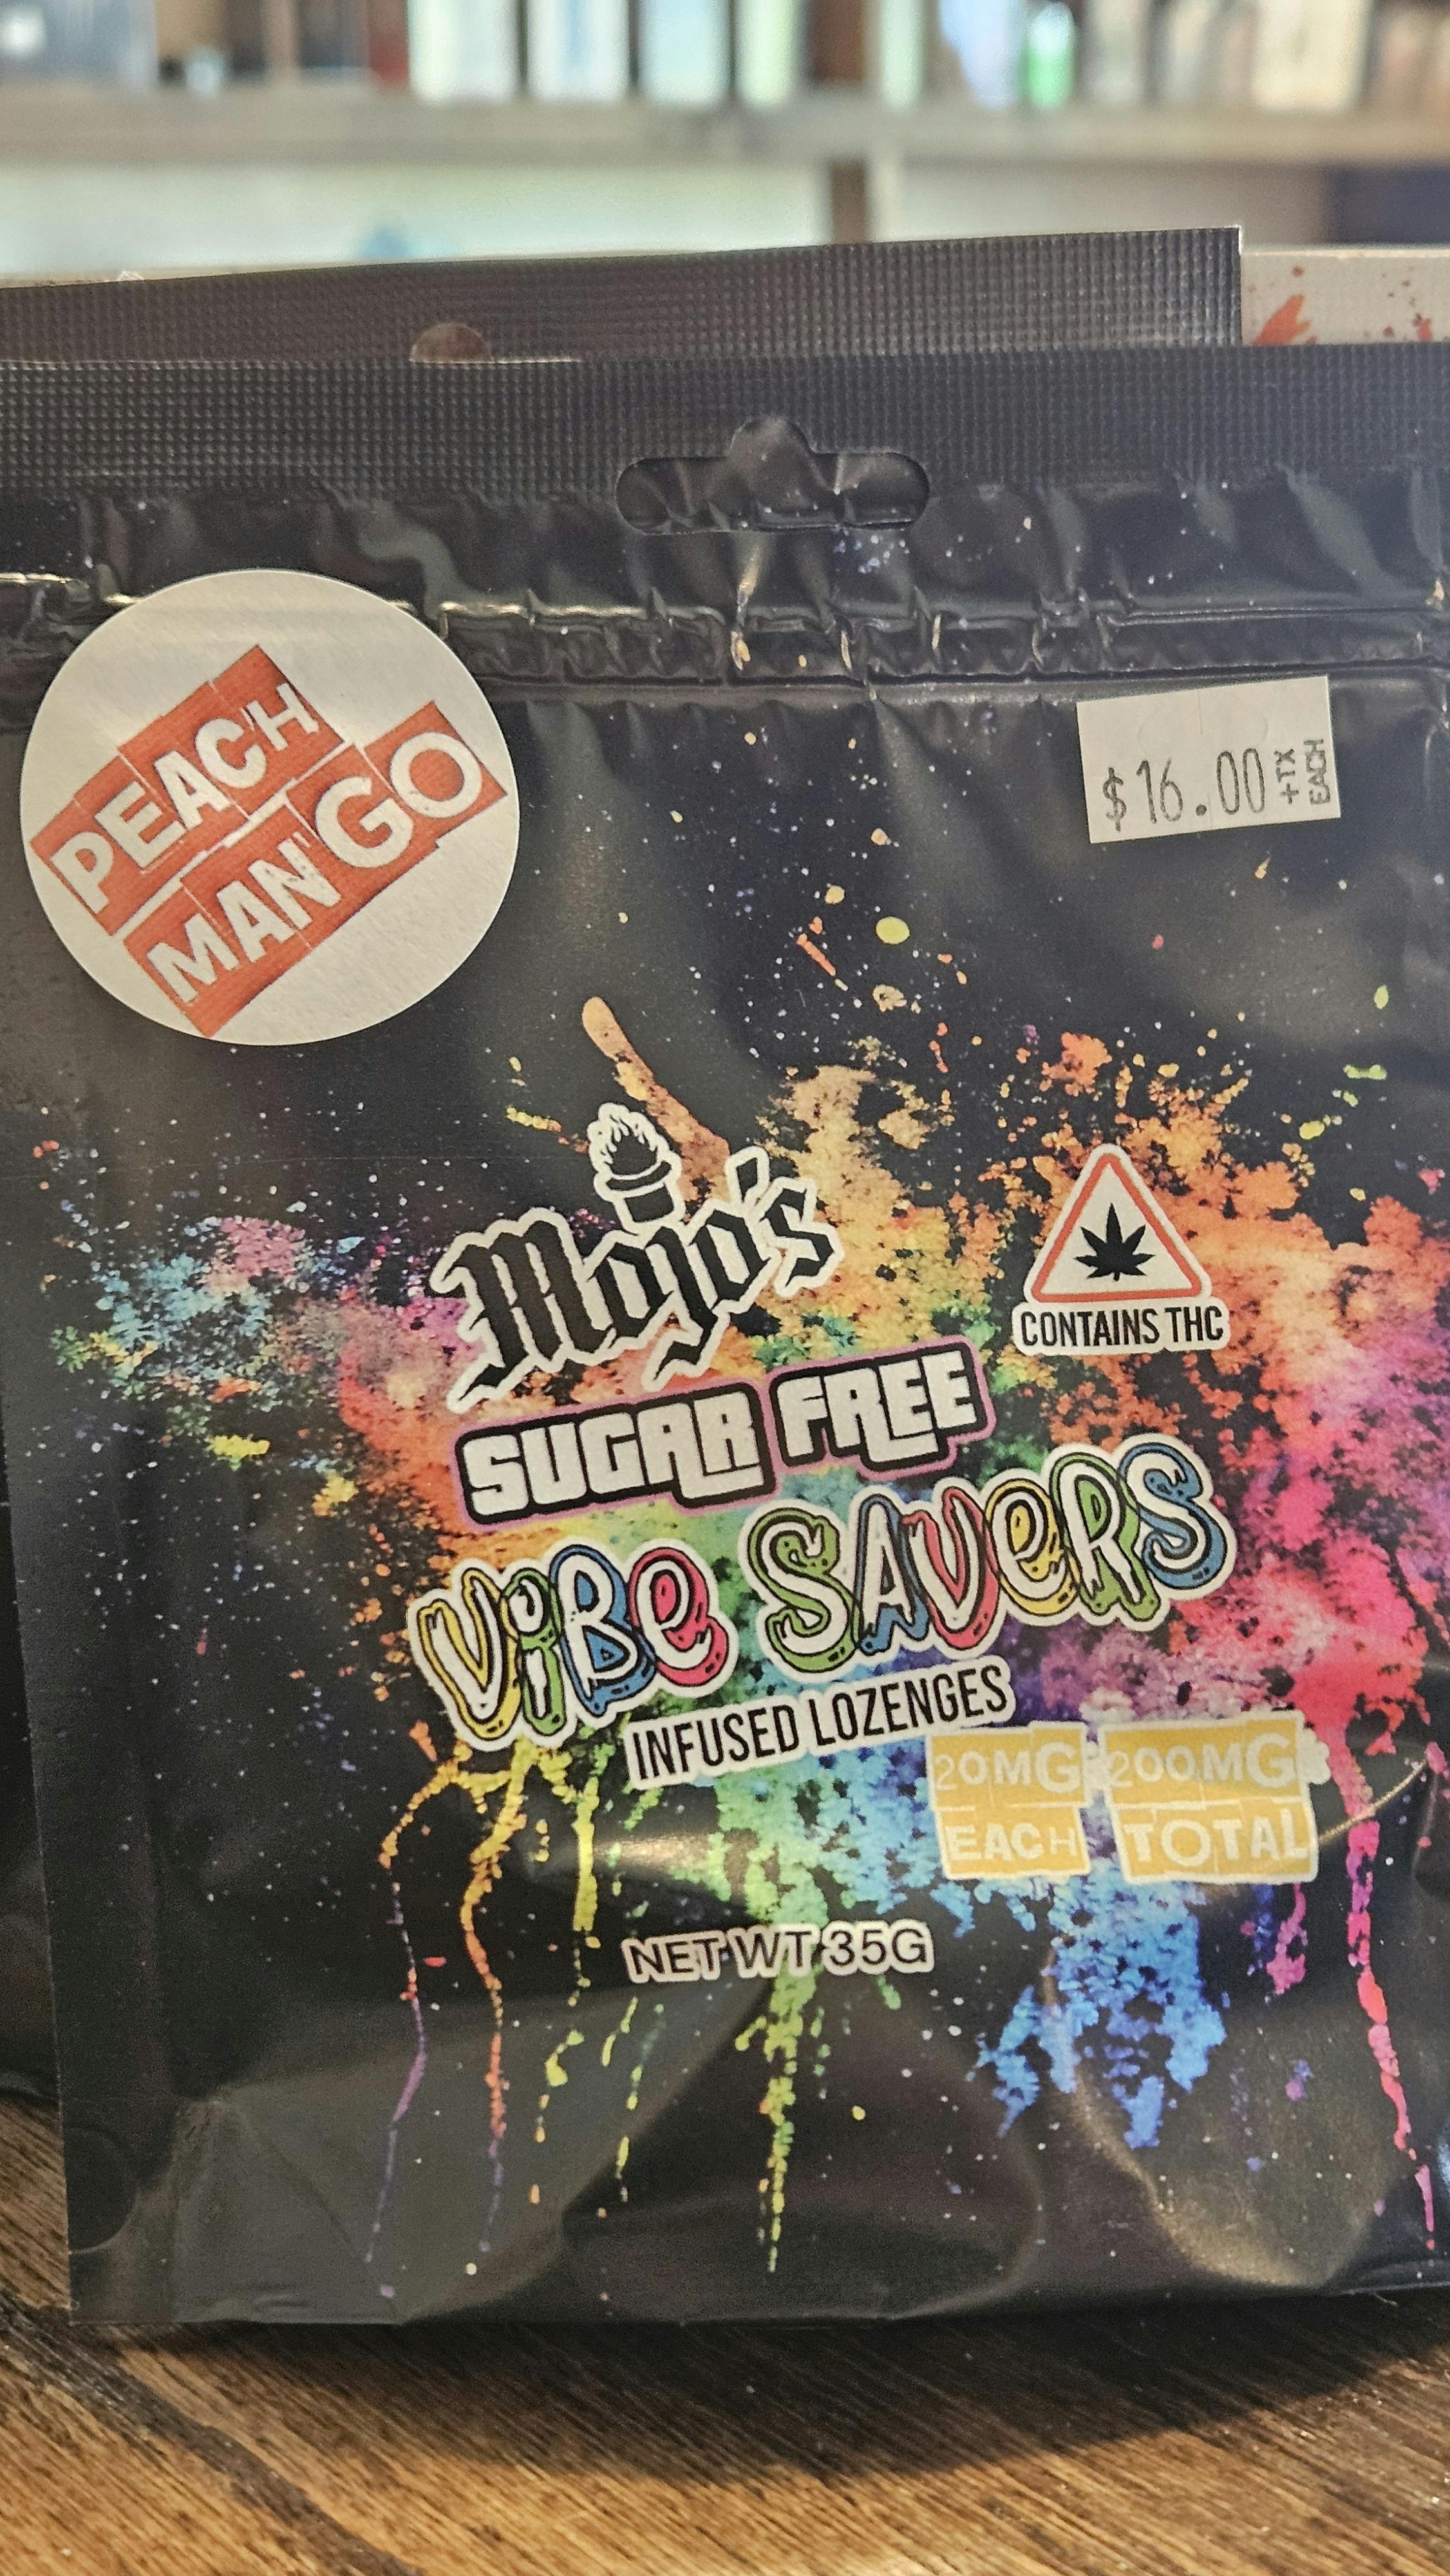 PEACH
MANGO
$16.00 +TX
EACH
Mojo's
CONTAINS THC
SUGAR FREE
ViBe SAVeRS
INFUSED LOZENGES
20MG 200MG
EACH TOTAL
NET WT 35G